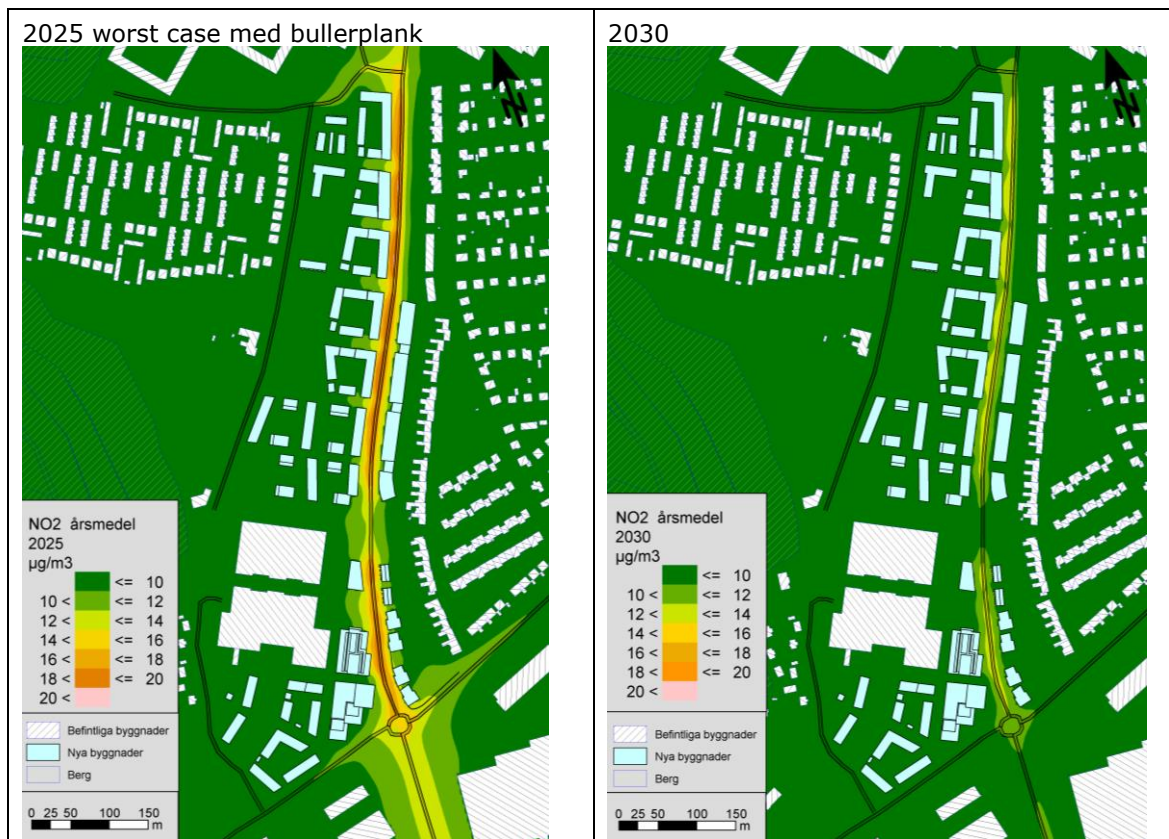 2025 worst case med bullerplank
N
NO2 årsmedel
2025
µg/m3
<= 10
10 < <= 12
12 < <= 14
14 < <= 16
16 < <= 18
18 < <= 20
20 <
Befintliga byggnader
Nya byggnader
Berg
0 25 50 100 150
m
2030
N
NO2 årsmedel
2030
µg/m3
<= 10
10 < <= 12
12 < <= 14
14 < <= 16
16 < <= 18
18 < <= 20
20 <
Befintliga byggnader
Nya byggnader
Berg
0 25 50 100 150
m